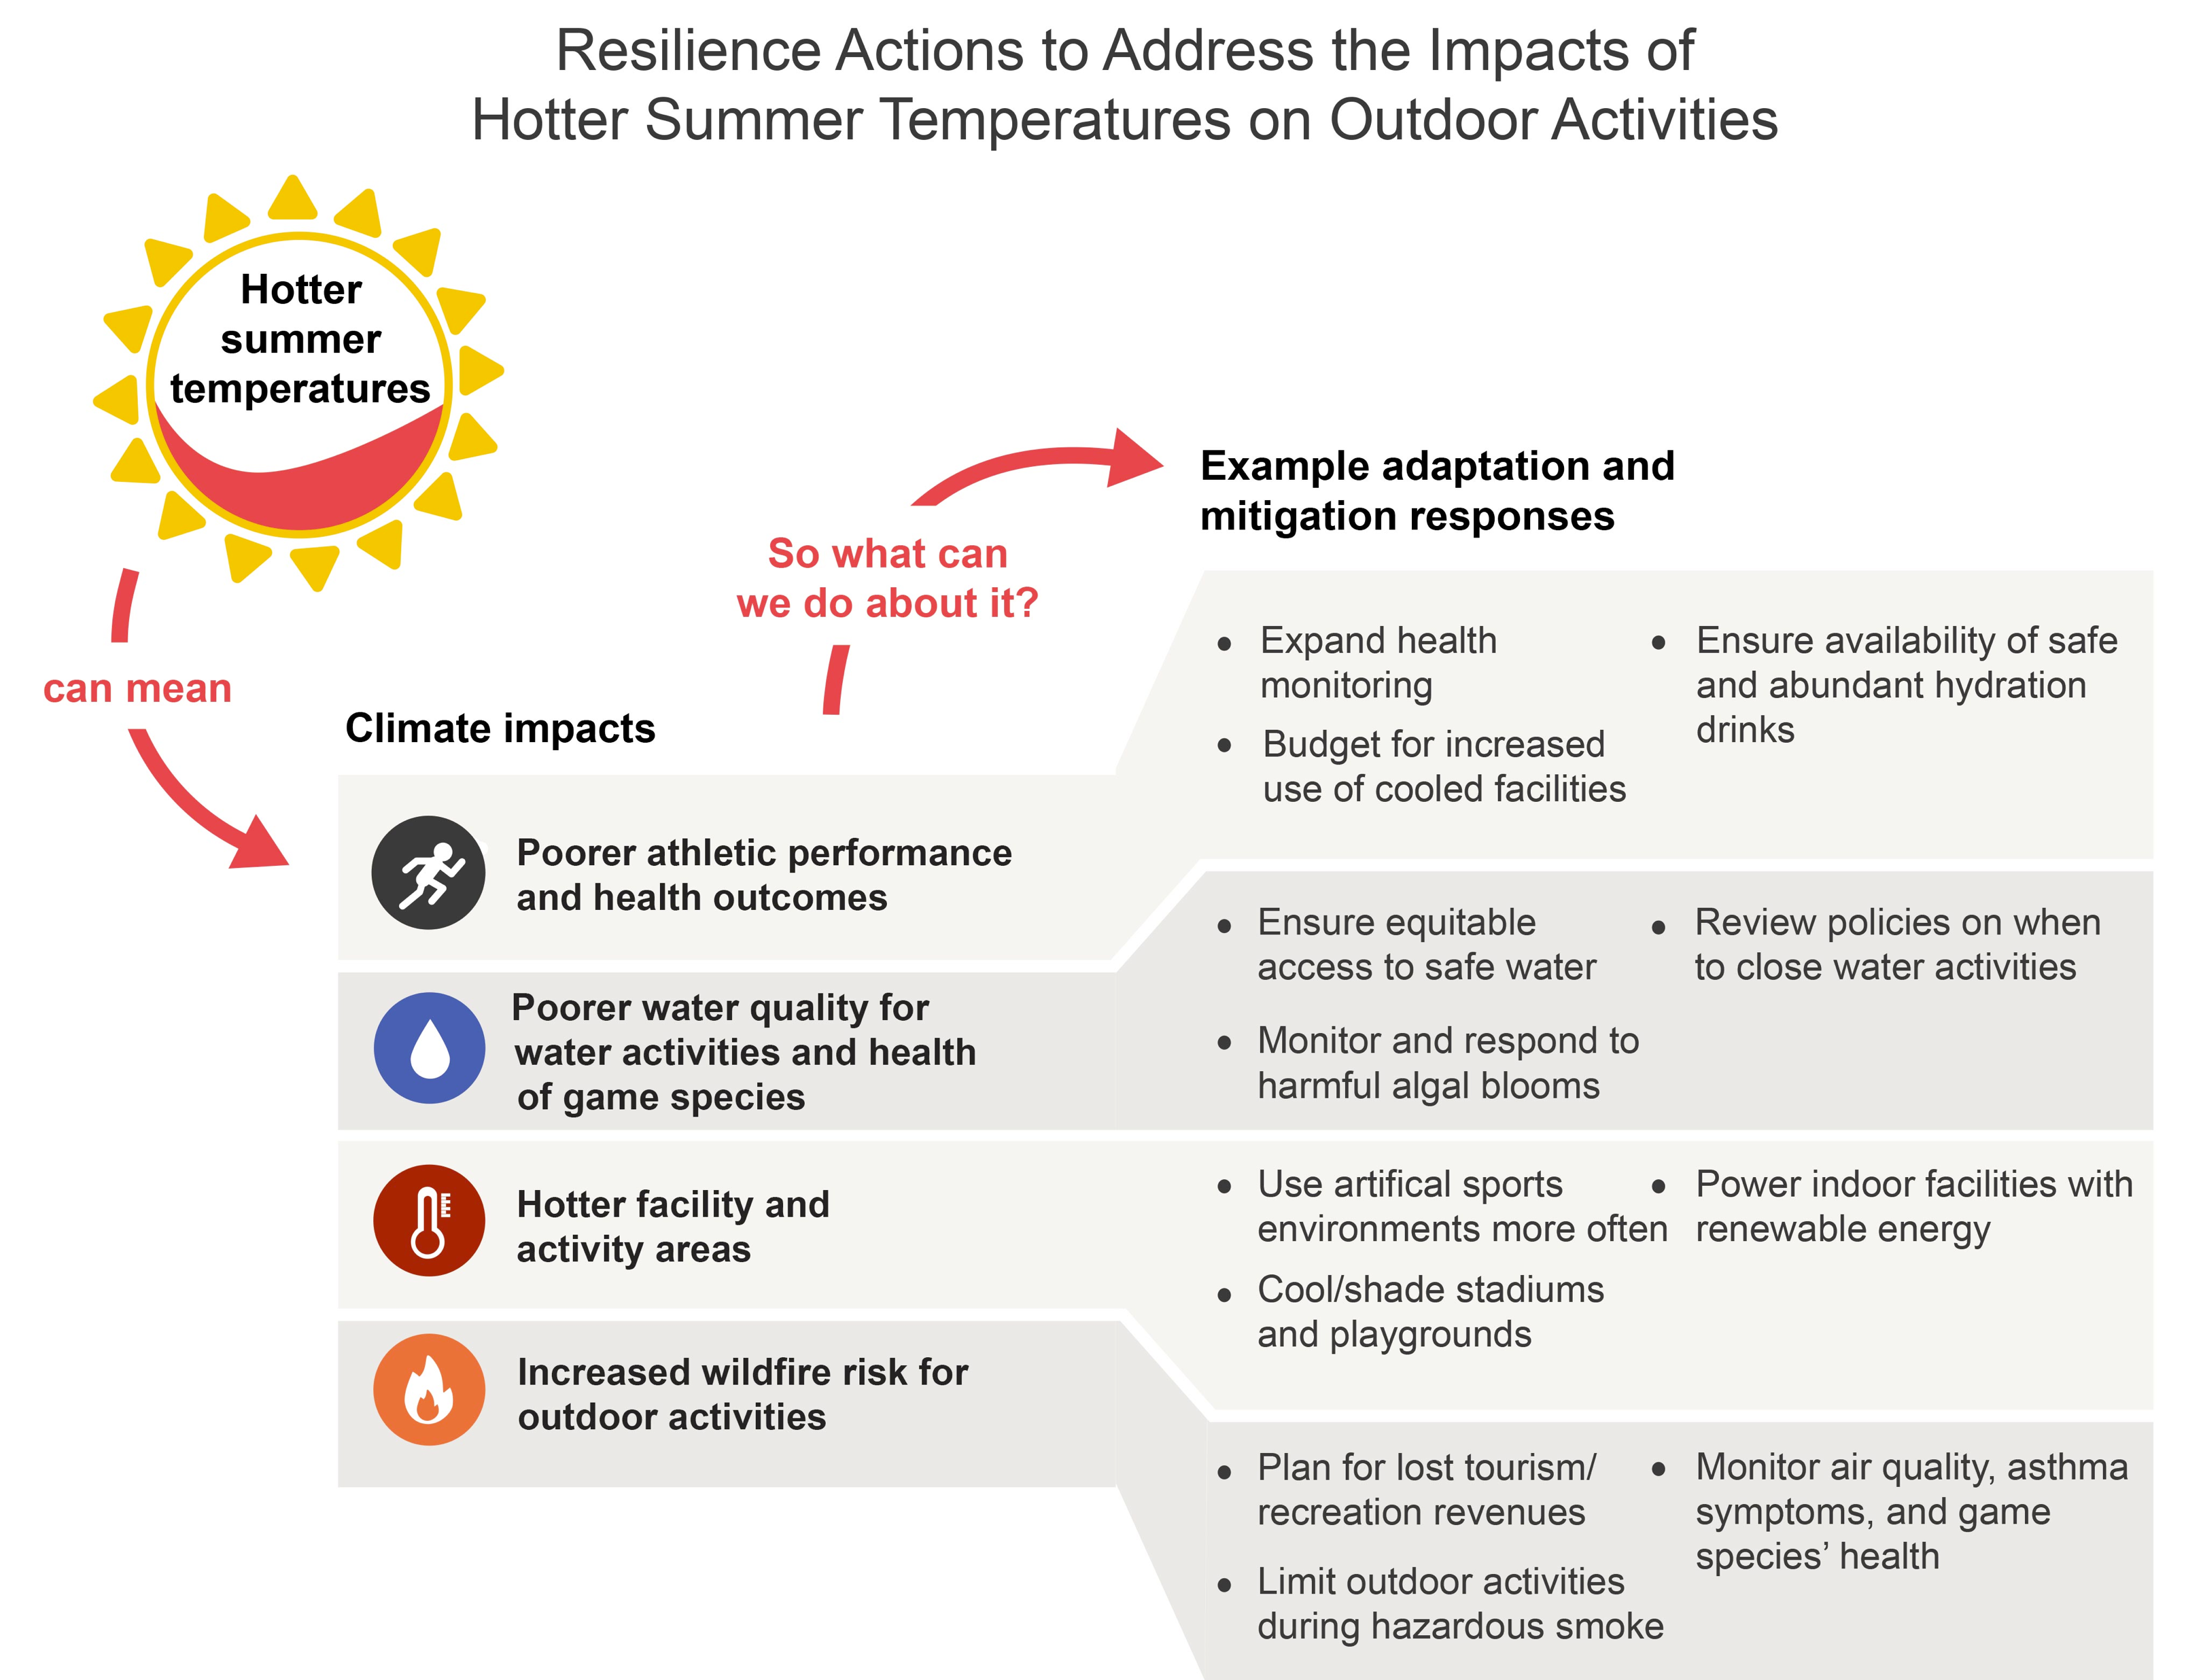 Resilience Actions to Address the Impacts of
Hotter Summer Temperatures on Outdoor Activities
Hotter
summer
temperatures
can mean
So what can
we do about it?
Climate impacts
Example adaptation and
mitigation responses
Poorer athletic performance
and health outcomes
Expand health
monitoring
Budget for increased
use of cooled facilities
Ensure availability of safe
and abundant hydration
drinks
Poorer water quality for
water activities and health
of game species
Ensure equitable
access to safe water
Monitor and respond to
harmful algal blooms
Review policies on when
to close water activities
Hotter facility and
activity areas
Use artifical sports
environments more often
Cool/shade stadiums
and playgrounds
Power indoor facilities with
renewable energy
Increased wildfire risk for
outdoor activities
Plan for lost tourism/
recreation revenues
Limit outdoor activities
during hazardous smoke
Monitor air quality, asthma
symptoms, and game
species’ health